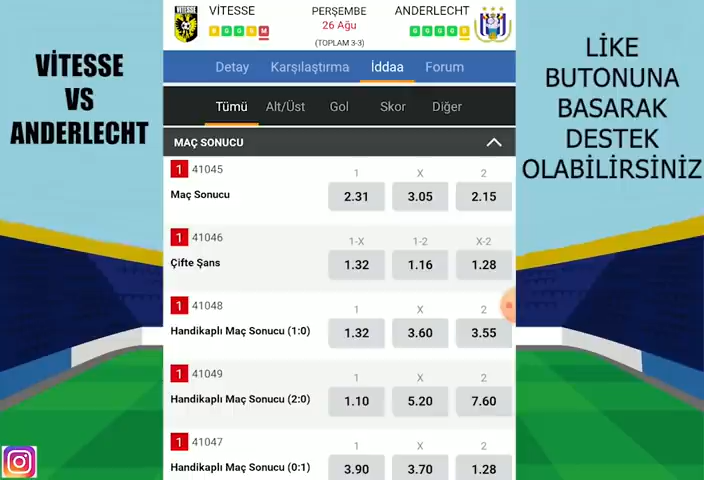 VİTESSE
VS
ANDERLECHT
VİTESSE
PERŞEMBE
26 Ağu
(TOPLAM 3-3)
ANDERLECHT
Detay Karşılaştırma İddaa Forum
Tümü Alt/Üst Gol Skor Diğer
MAÇ SONUCU
1 41045 1 X 2
Maç Sonucu 2.31 3.05 2.15
1 41046 1-X 1-2 X-2
Çifte Şans 1.32 1.16 1.28
1 41048 1 X 2
Handikaplı Maç Sonucu (1:0) 1.32 3.60 3.55
1 41049 1 X 2
Handikaplı Maç Sonucu (2:0) 1.10 5.20 7.60
1 41047 1 X 2
Handikaplı Maç Sonucu (0:1) 3.90 3.70 1.28
LİKE
BUTONUNA
BASARAK
DESTEK
OLABİLİRSİNİZ